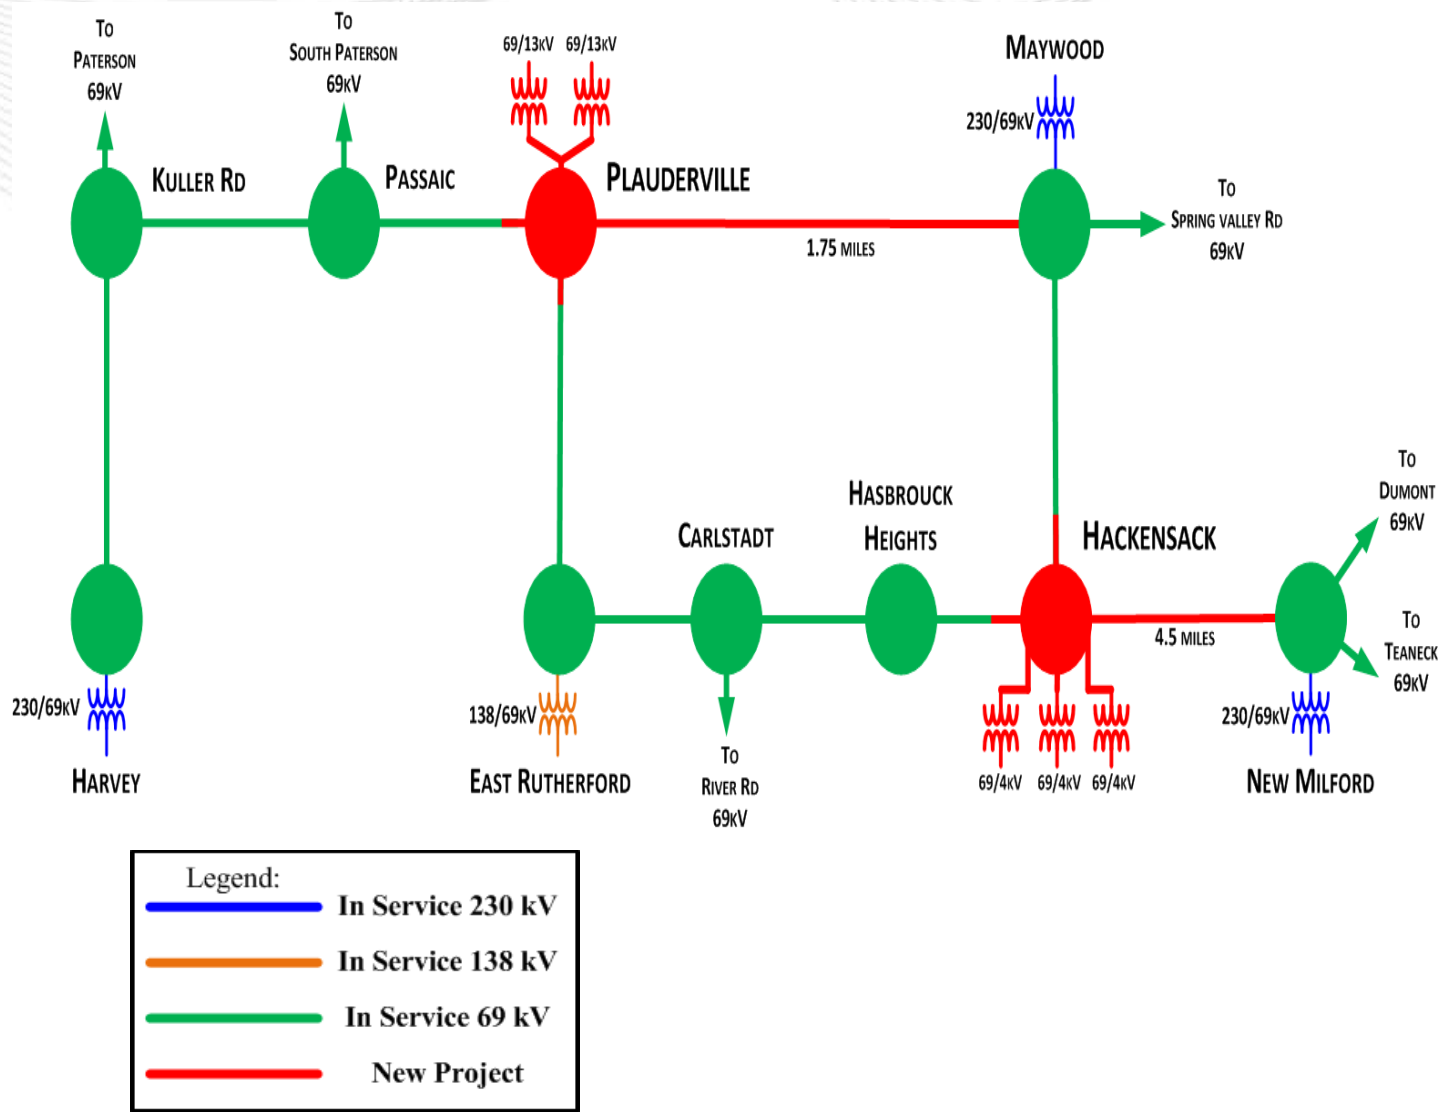 To
Paterson
69kV
To
South Paterson
69kV
69/13kV 69/13kV
Maywood
230/69kV
Kuller Rd
Passaic
Plauderville
To
Spring valley Rd
69kV
1.75 miles
To
Dumont
69kV
Hasbrouck
Heights
Carlstadt
Hackensack
To
Teaneck
69kV
4.5 miles
230/69kV
138/69kV
230/69kV
Harvey
East Rutherford
To
River Rd
69kV
69/4kV 69/4kV 69/4kV
New Milford
Legend:
In Service 230 kV
In Service 138 kV
In Service 69 kV
New Project